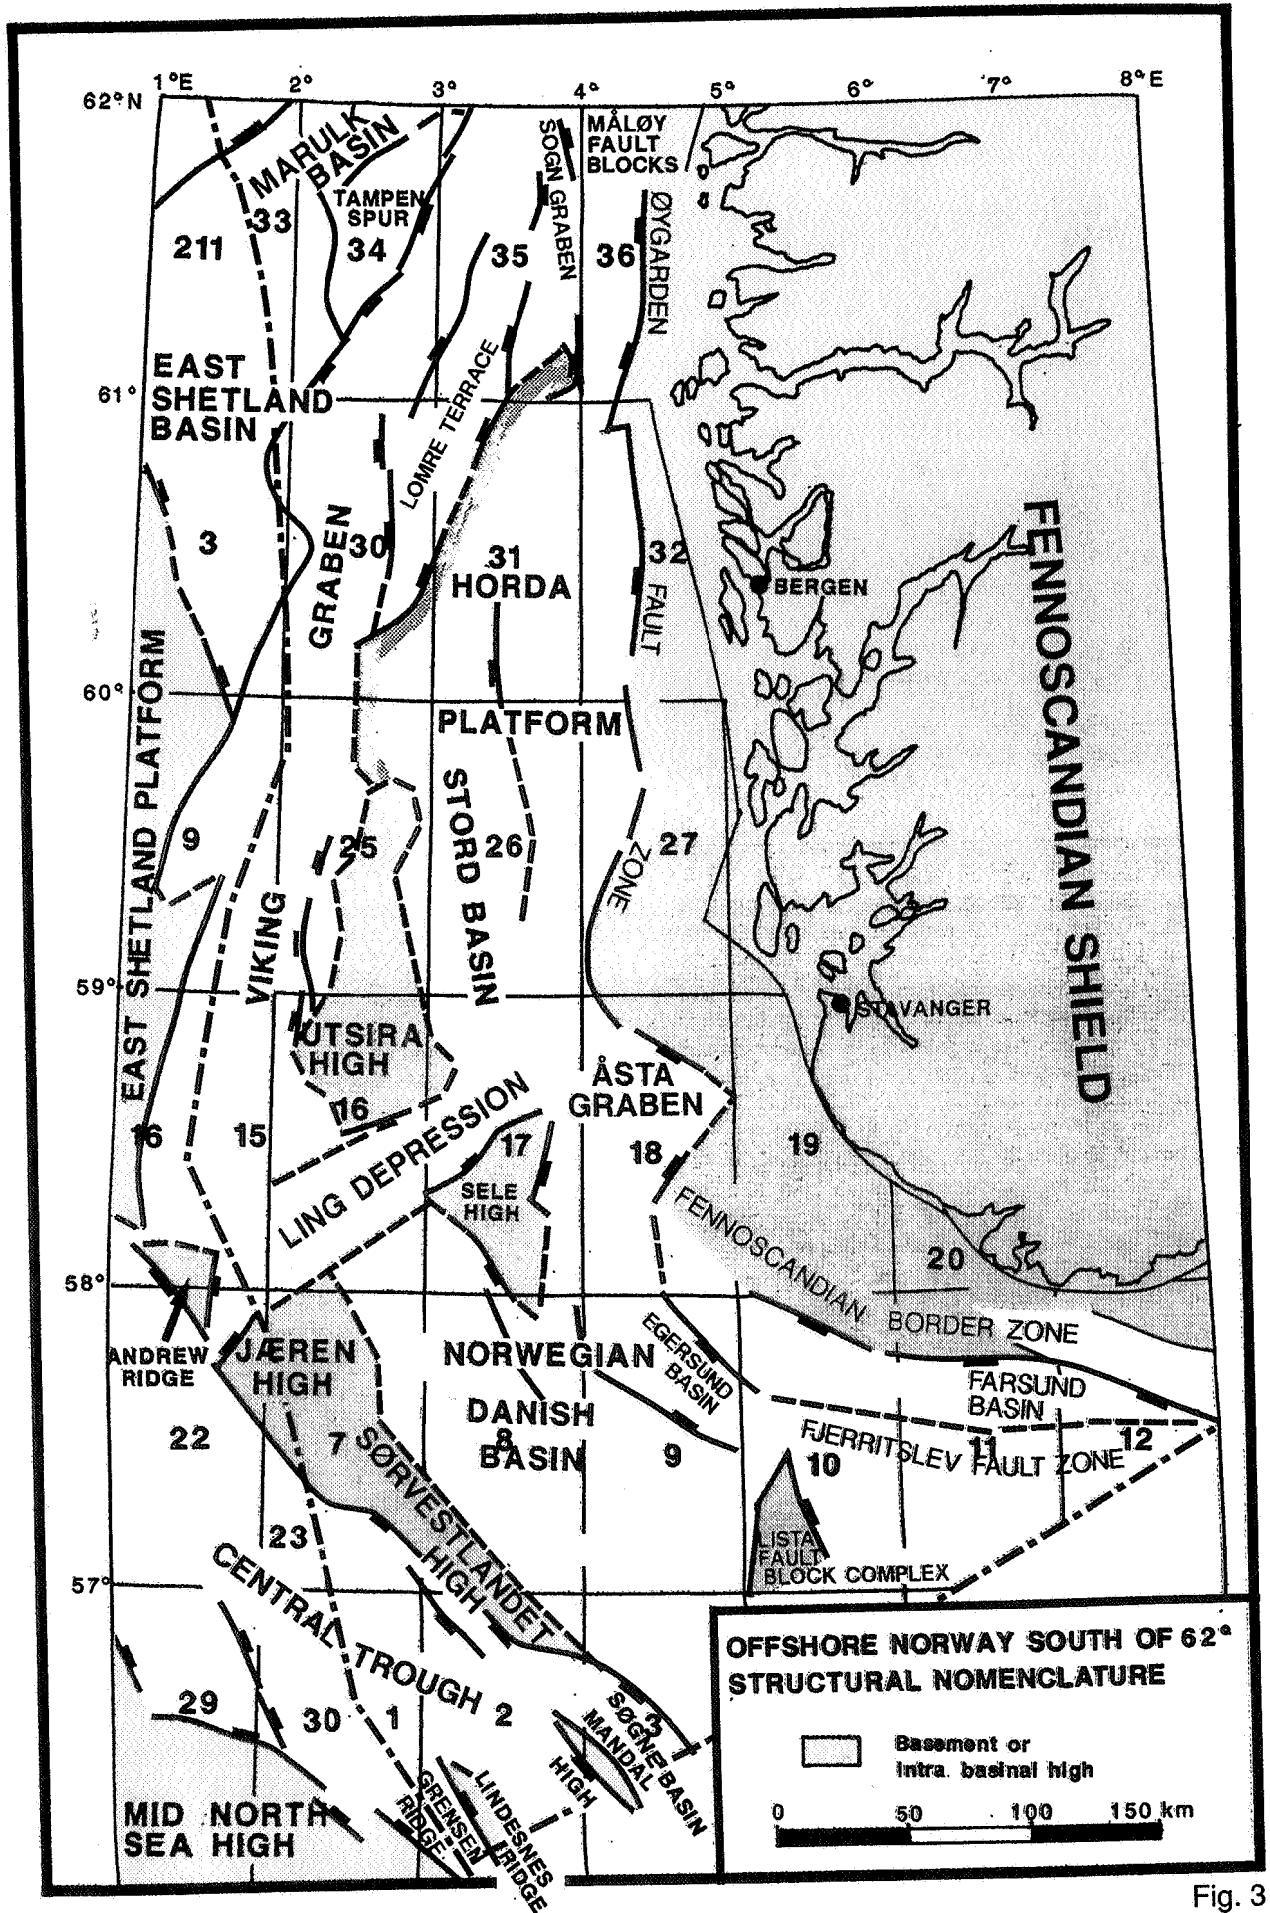 1°E 2° 3° 4° 5° 6° 7° 8°E
62°N
MARULK
BASIN
TAMPEN
SPUR
SOGN GRABEN
MÅLØY
FAULT
BLOCKS
33
211
34
35
36
ØYGARDEN
FAULT
ZONE
EAST
SHETLAND
BASIN
61°
LOMRE TERRACE
3
30
31
32
HORDA
PLATFORM
BERGEN
FENNOSCANDIAN SHIELD
VIKING
GRABEN
60°
EAST SHETLAND PLATFORM
9
25
STORD BASIN
26
27
59°
STAVANGER
UTSIRA
HIGH
ÅSTA
GRABEN
16
15
16
LING DEPRESSION
17
18
19
SELE
HIGH
FENNOSCANDIAN BORDER ZONE
20
58°
ANDREW
RIDGE
JÆREN
HIGH
NORWEGIAN
DANISH
BASIN
EGERSUND
BASIN
FARSUND
BASIN
22
7
8
9
10
11
12
SØRVESTLANDET
HIGH
FJERRITSLEV FAULT ZONE
23
LISTA
FAULT
BLOCK COMPLEX
57°
CENTRAL TROUGH
29
30
1
2
3
SØGNE BASIN
MANDAL
HIGH
GRENSEN
RIDGE
LINDESNES
RIDGE
MID NORTH
SEA HIGH
OFFSHORE NORWAY SOUTH OF 62°
STRUCTURAL NOMENCLATURE
Basement or
intra. basinal high
0 50 100 150 km
Fig. 3